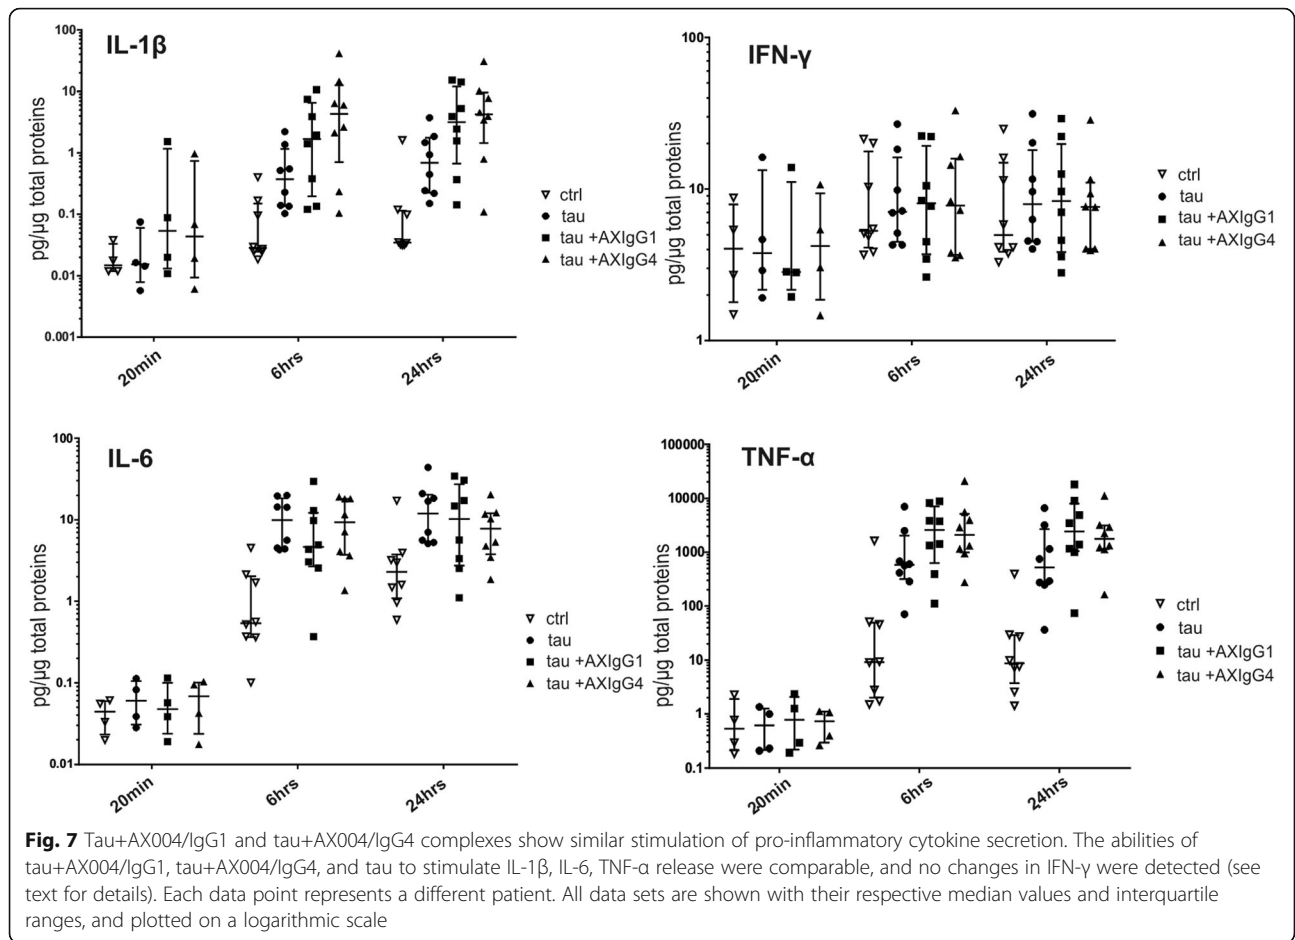 IL-1β
100
10
1
0.1
0.01
0.001
pg/µg total proteins
20min
6hrs
24hrs
ctrl
tau
tau +AXIgG1
tau +AXIgG4
IFN-γ
100
10
1
pg/µg total proteins
20min
6hrs
24hrs
ctrl
tau
tau +AXIgG1
tau +AXIgG4
IL-6
100
10
1
0.1
0.01
pg/µg total proteins
20min
6hrs
24hrs
ctrl
tau
tau +AXIgG1
tau +AXIgG4
TNF-α
100000
10000
1000
100
10
1
0.1
pg/µg total proteins
20min
6hrs
24hrs
ctrl
tau
tau +AXIgG1
tau +AXIgG4
Fig. 7 Tau+AX004/IgG1 and tau+AX004/IgG4 complexes show similar stimulation of pro-inflammatory cytokine secretion. The abilities of
tau+AX004/IgG1, tau+AX004/IgG4, and tau to stimulate IL-1β, IL-6, TNF-α release were comparable, and no changes in IFN-γ were detected (see
text for details). Each data point represents a different patient. All data sets are shown with their respective median values and interquartile
ranges, and plotted on a logarithmic scale